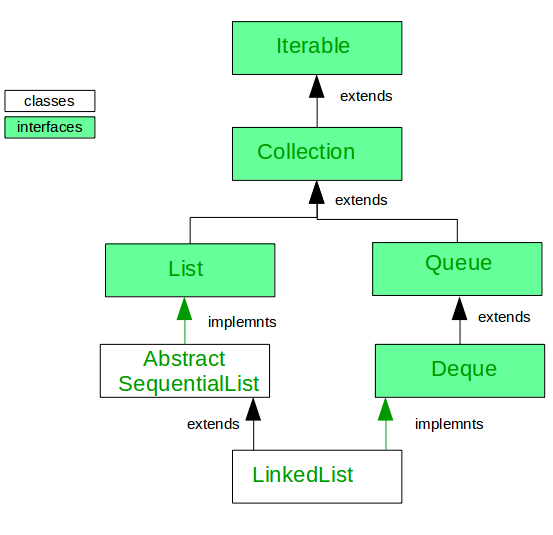 Iterable
classes
extends
interfaces
Collection
extends
List
Queue
implemnts
extends
Abstract
SequentialList
Deque
extends
implemnts
LinkedList